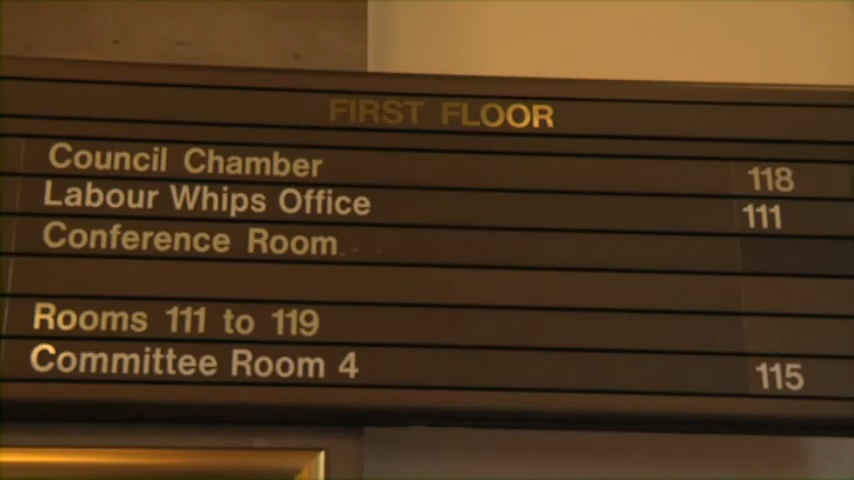 FIRST FLOOR
Council Chamber 118
Labour Whips Office 111
Conference Room
Rooms 111 to 119
Committee Room 4 115